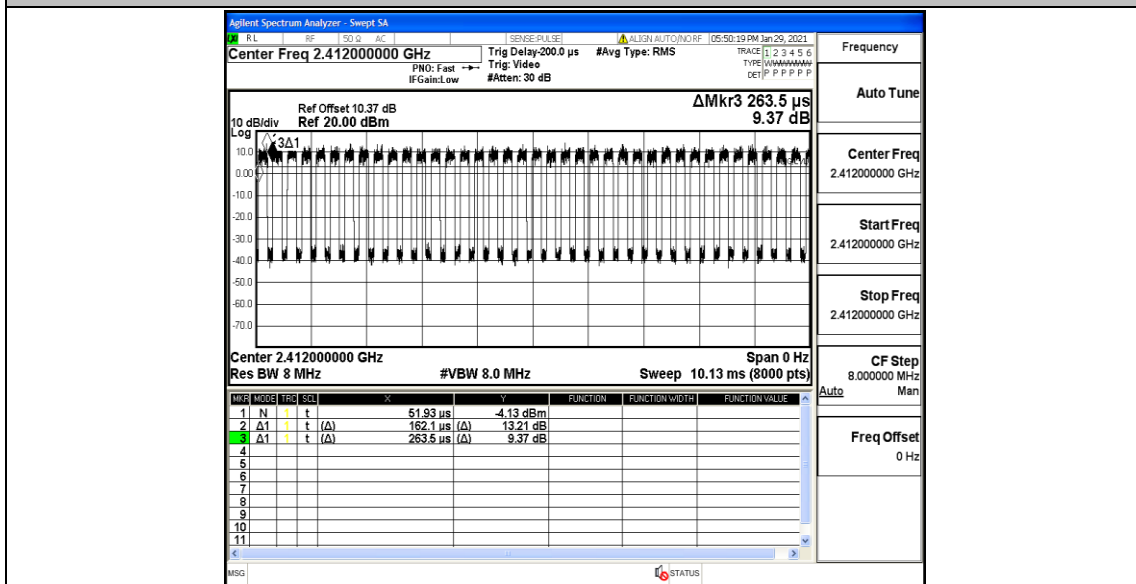 Agilent Spectrum Analyzer - Swept SA
RL RF 50 Ω AC SENSE:PULSE ALIGN AUTO/NO RF 05:50:19 PM Jan 29, 2021
Center Freq 2.412000000 GHz
PNO: Fast
IFGain:Low
Trig Delay-200.0 µs
Trig: Video
#Atten: 30 dB
#Avg Type: RMS
TRACE 1 2 3 4 5 6
TYPE
DET P P P P P P
Frequency
Auto Tune
Center Freq
2.412000000 GHz
Start Freq
2.412000000 GHz
Stop Freq
2.412000000 GHz
CF Step
8.000000 MHz
Auto Man
Freq Offset
0 Hz
ΔMkr3 263.5 µs
9.37 dB
Ref Offset 10.37 dB
10 dB/div Ref 20.00 dBm
Log
3Δ1
10.0
0.00
-10.0
-20.0
-30.0
-40.0
-50.0
-60.0
-70.0
Center 2.412000000 GHz Span 0 Hz
Res BW 8 MHz #VBW 8.0 MHz Sweep 10.13 ms (8000 pts)
MKR MODE TRC SCL X Y FUNCTION FUNCTION WIDTH FUNCTION VALUE
1 N 1 t 51.93 µs -4.13 dBm
2 Δ1 1 t (Δ) 162.1 µs (Δ) 13.21 dB
3 Δ1 1 t (Δ) 263.5 µs (Δ) 9.37 dB
4
5
6
7
8
9
10
11
MSG STATUS